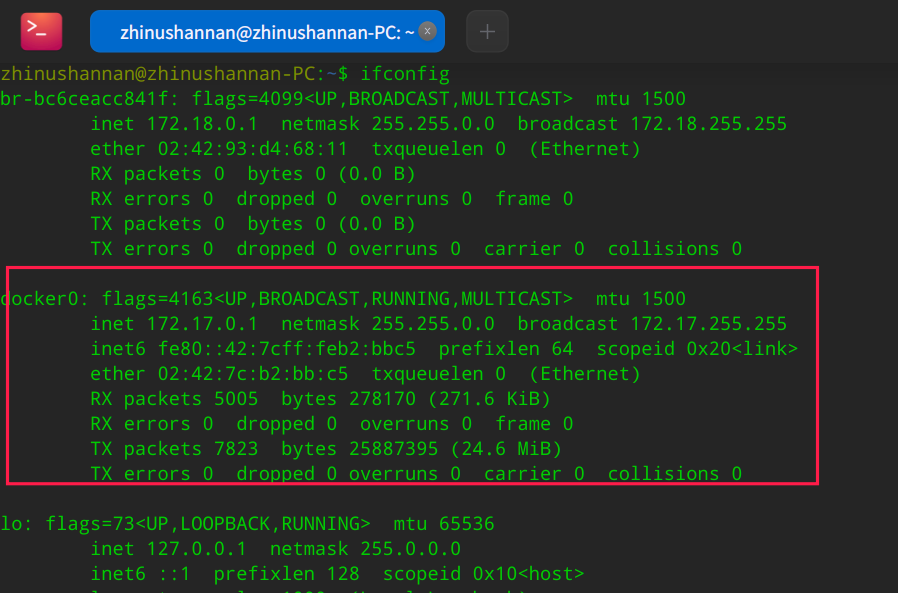 >_
zhinushannan@zhinushannan-PC: ~ x +
zhinushannan@zhinushannan-PC:~$ ifconfig
br-bc6ceacc841f: flags=4099<UP,BROADCAST,MULTICAST>  mtu 1500
        inet 172.18.0.1  netmask 255.255.0.0  broadcast 172.18.255.255
        ether 02:42:93:d4:68:11  txqueuelen 0  (Ethernet)
        RX packets 0  bytes 0 (0.0 B)
        RX errors 0  dropped 0  overruns 0  frame 0
        TX packets 0  bytes 0 (0.0 B)
        TX errors 0  dropped 0 overruns 0  carrier 0  collisions 0
docker0: flags=4163<UP,BROADCAST,RUNNING,MULTICAST>  mtu 1500
        inet 172.17.0.1  netmask 255.255.0.0  broadcast 172.17.255.255
        inet6 fe80::42:7cff:feb2:bbc5  prefixlen 64  scopeid 0x20<link>
        ether 02:42:7c:b2:bb:c5  txqueuelen 0  (Ethernet)
        RX packets 5005  bytes 278170 (271.6 KiB)
        RX errors 0  dropped 0  overruns 0  frame 0
        TX packets 7823  bytes 25887395 (24.6 MiB)
        TX errors 0  dropped 0 overruns 0  carrier 0  collisions 0
lo: flags=73<UP,LOOPBACK,RUNNING>  mtu 65536
        inet 127.0.0.1  netmask 255.0.0.0
        inet6 ::1  prefixlen 128  scopeid 0x10<host>